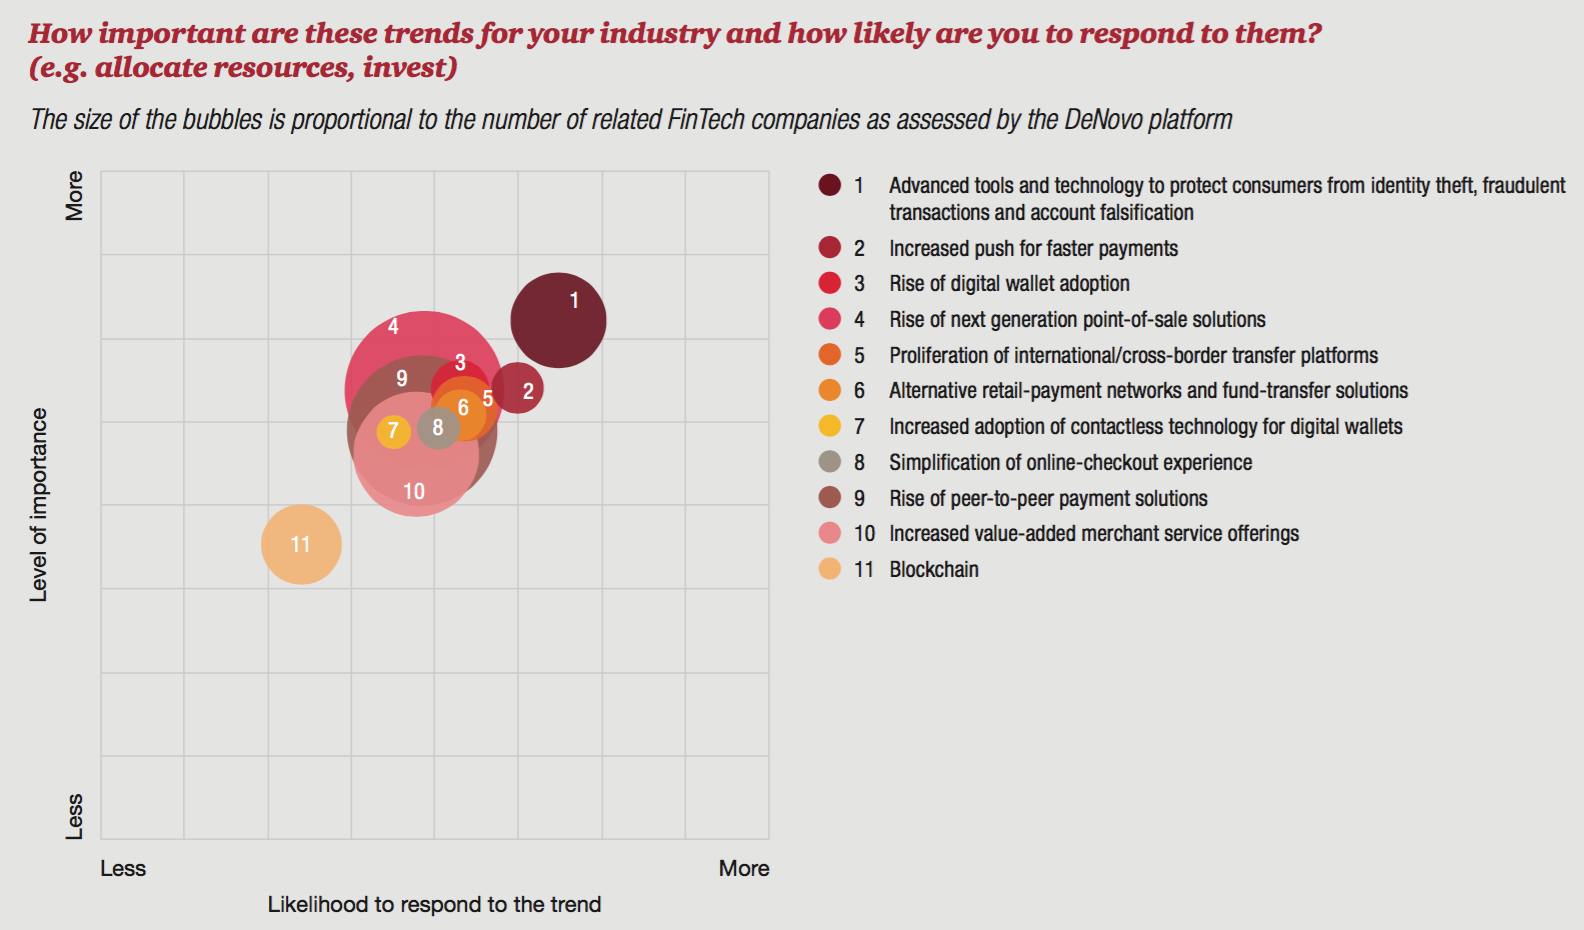 How important are these trends for your industry and how likely are you to respond to them?
(e.g. allocate resources, invest)
The size of the bubbles is proportional to the number of related FinTech companies as assessed by the DeNovo platform
More
Level of importance
Less
1
4
3
9
5
2
6
7
8
10
11
Less
More
Likelihood to respond to the trend
1 Advanced tools and technology to protect consumers from identity theft, fraudulent
transactions and account falsification
2 Increased push for faster payments
3 Rise of digital wallet adoption
4 Rise of next generation point-of-sale solutions
5 Proliferation of international/cross-border transfer platforms
6 Alternative retail-payment networks and fund-transfer solutions
7 Increased adoption of contactless technology for digital wallets
8 Simplification of online-checkout experience
9 Rise of peer-to-peer payment solutions
10 Increased value-added merchant service offerings
11 Blockchain